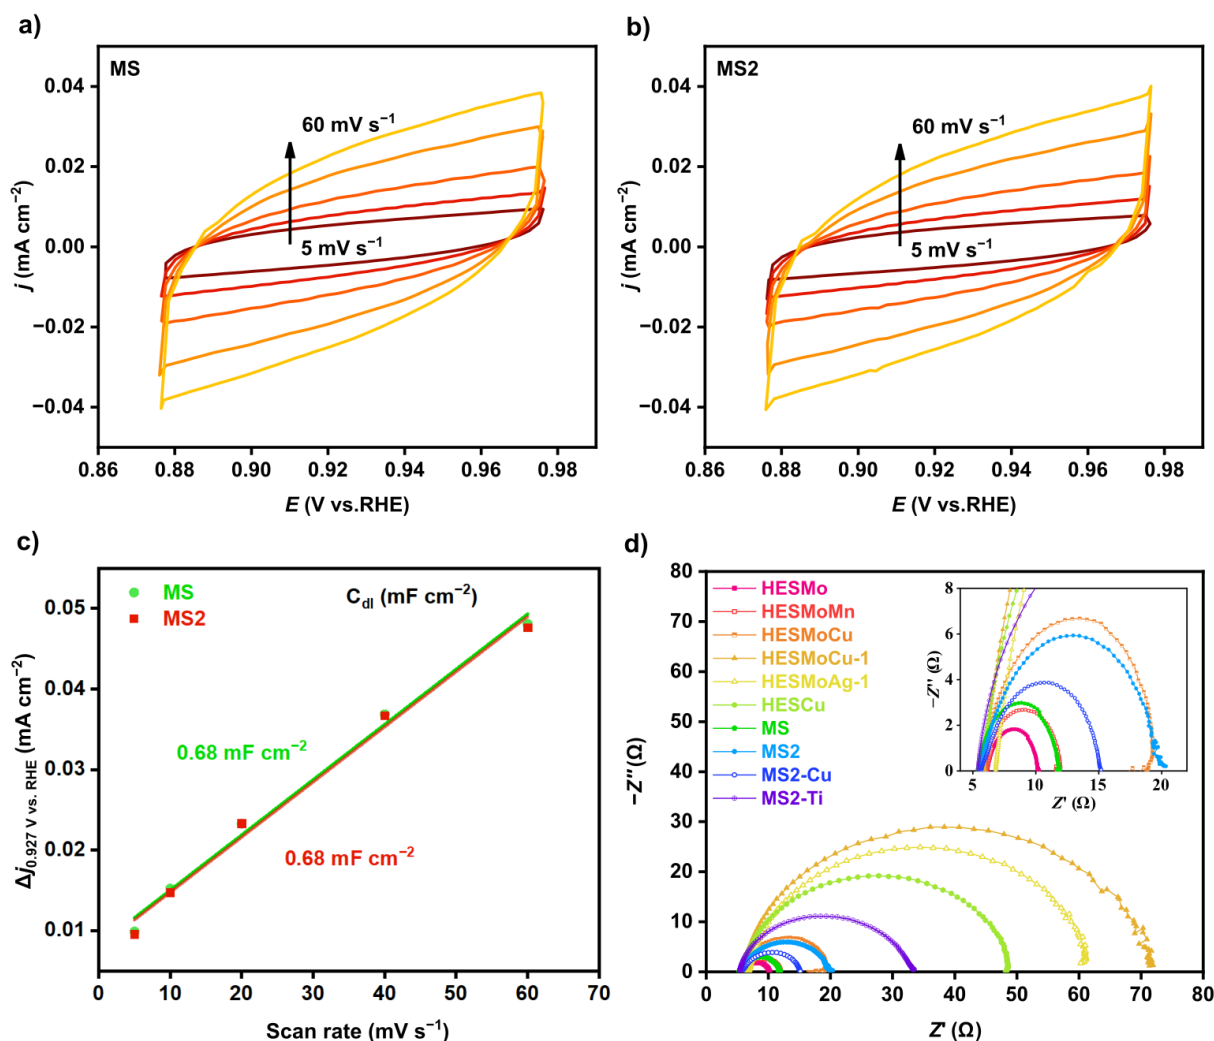 a)
MS
60 mV s⁻¹
5 mV s⁻¹
0.04
0.02
0.00
−0.02
−0.04
j (mA cm⁻²)
0.86 0.88 0.90 0.92 0.94 0.96 0.98
E (V vs.RHE)
b)
MS2
60 mV s⁻¹
5 mV s⁻¹
0.04
0.02
0.00
−0.02
−0.04
j (mA cm⁻²)
0.86 0.88 0.90 0.92 0.94 0.96 0.98
E (V vs.RHE)
c)
MS
MS2
C_dl (mF cm⁻²)
0.68 mF cm⁻²
0.68 mF cm⁻²
0.05
0.04
0.03
0.02
0.01
Δj_0.927 V vs. RHE (mA cm⁻²)
0 10 20 30 40 50 60 70
Scan rate (mV s⁻¹)
d)
HESMo
HESMoMn
HESMoCu
HESMoCu-1
HESMoAg-1
HESCu
MS
MS2
MS2-Cu
MS2-Ti
80
70
60
50
40
30
20
10
0
−Z'' (Ω)
0 10 20 30 40 50 60 70 80
Z' (Ω)
8
6
4
2
0
−Z'' (Ω)
5 10 15 20
Z' (Ω)